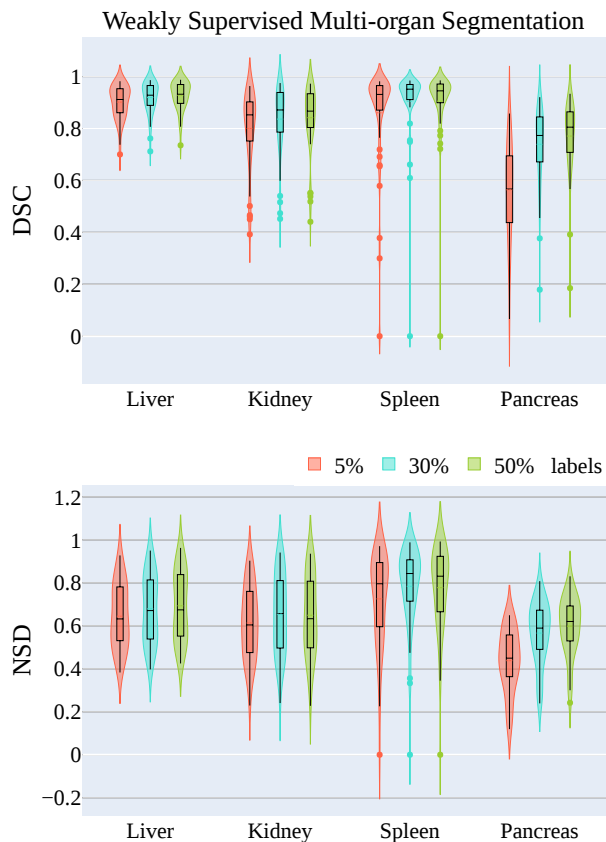 Weakly Supervised Multi-organ Segmentation
DSC
1
0.8
0.6
0.4
0.2
0
Liver Kidney Spleen Pancreas
5% 30% 50% labels
NSD
1.2
1
0.8
0.6
0.4
0.2
0
−0.2
Liver Kidney Spleen Pancreas